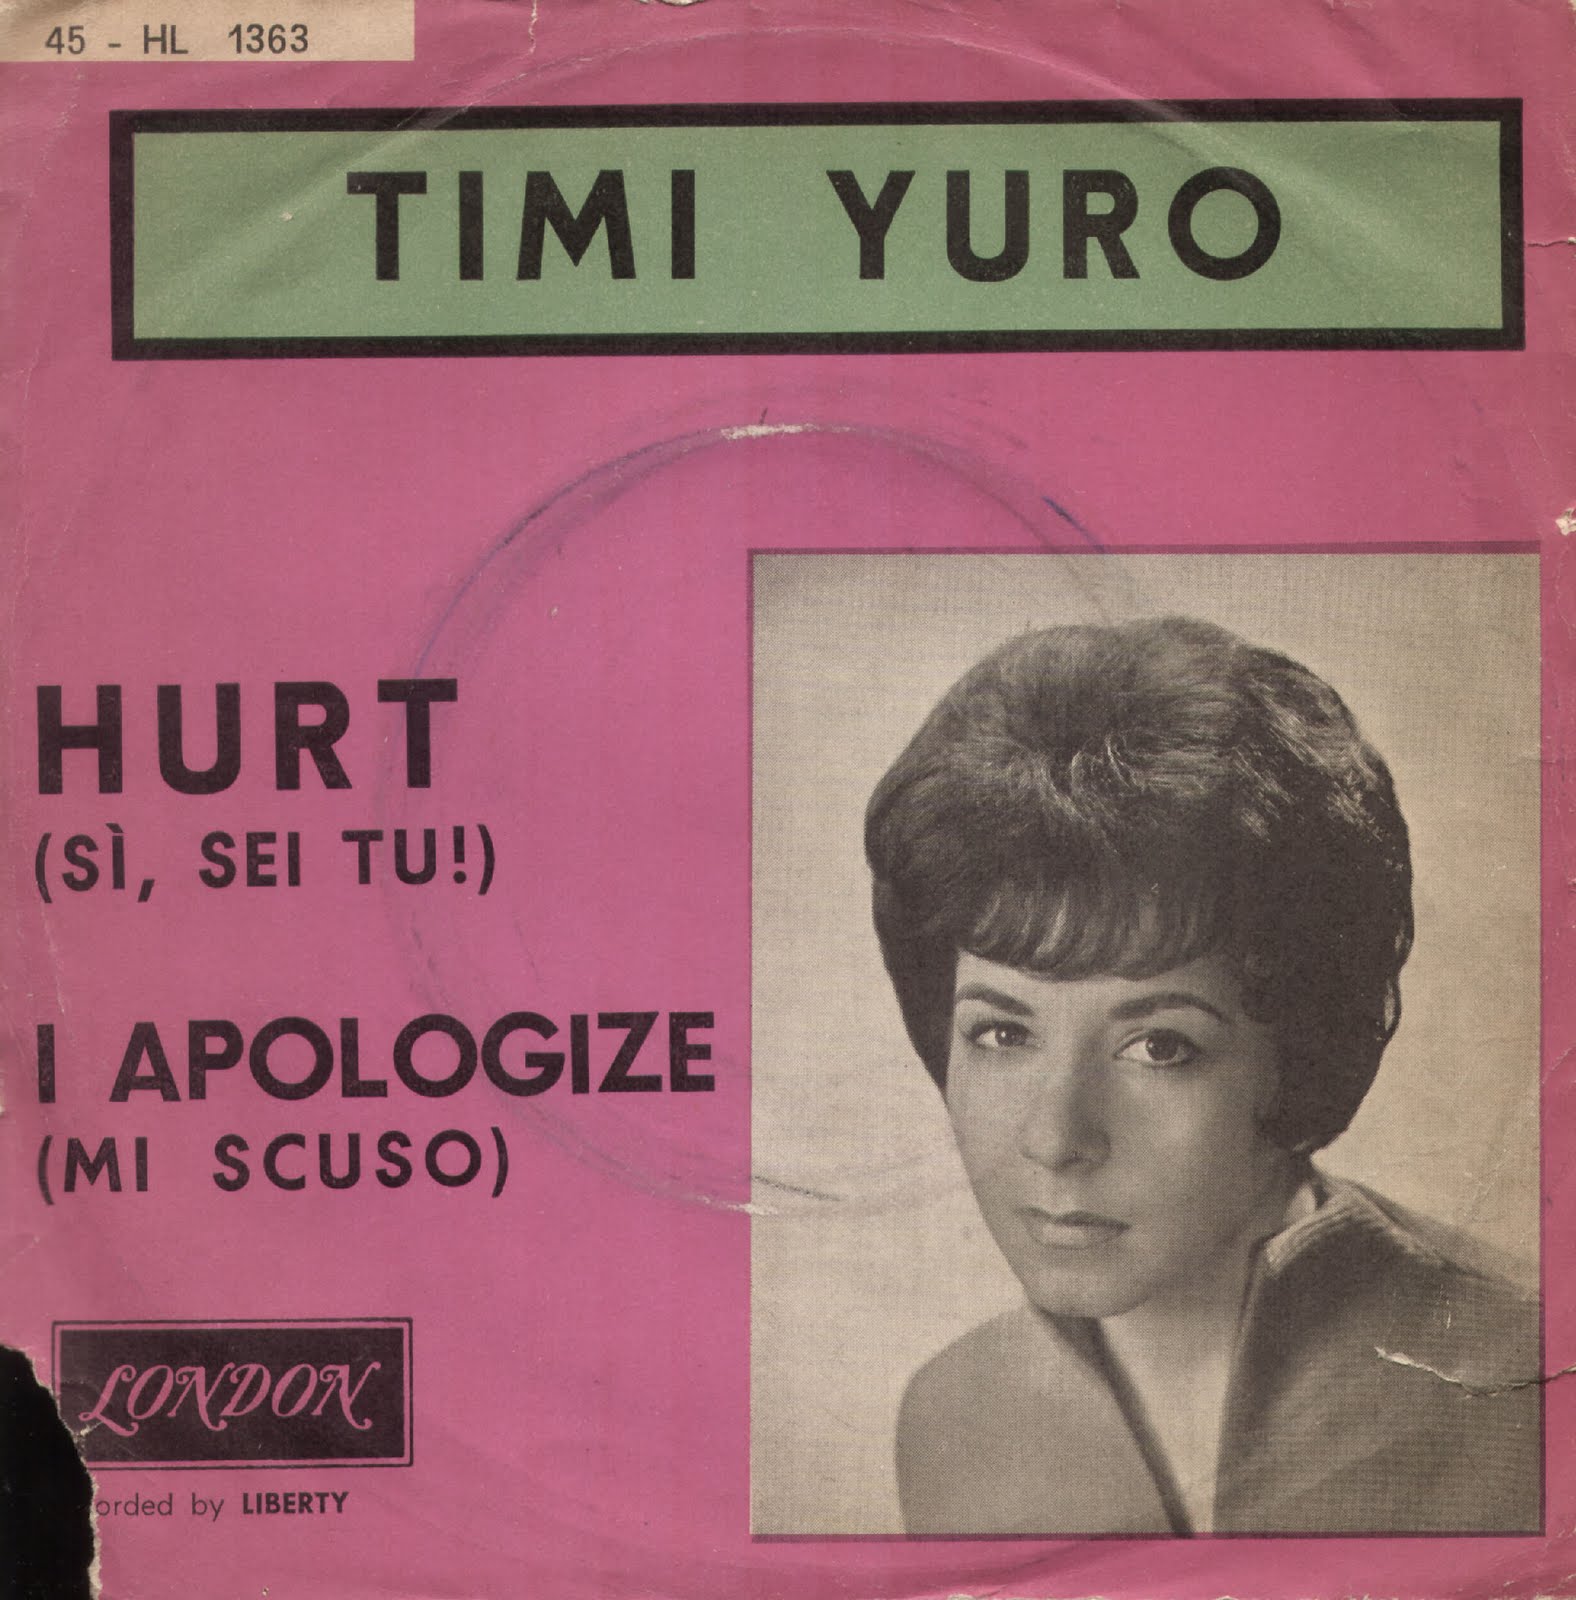 45 - HL 1363
TIMI YURO
HURT
(SÌ, SEI TU!)
I APOLOGIZE
(MI SCUSO)
LONDON
orded by LIBERTY